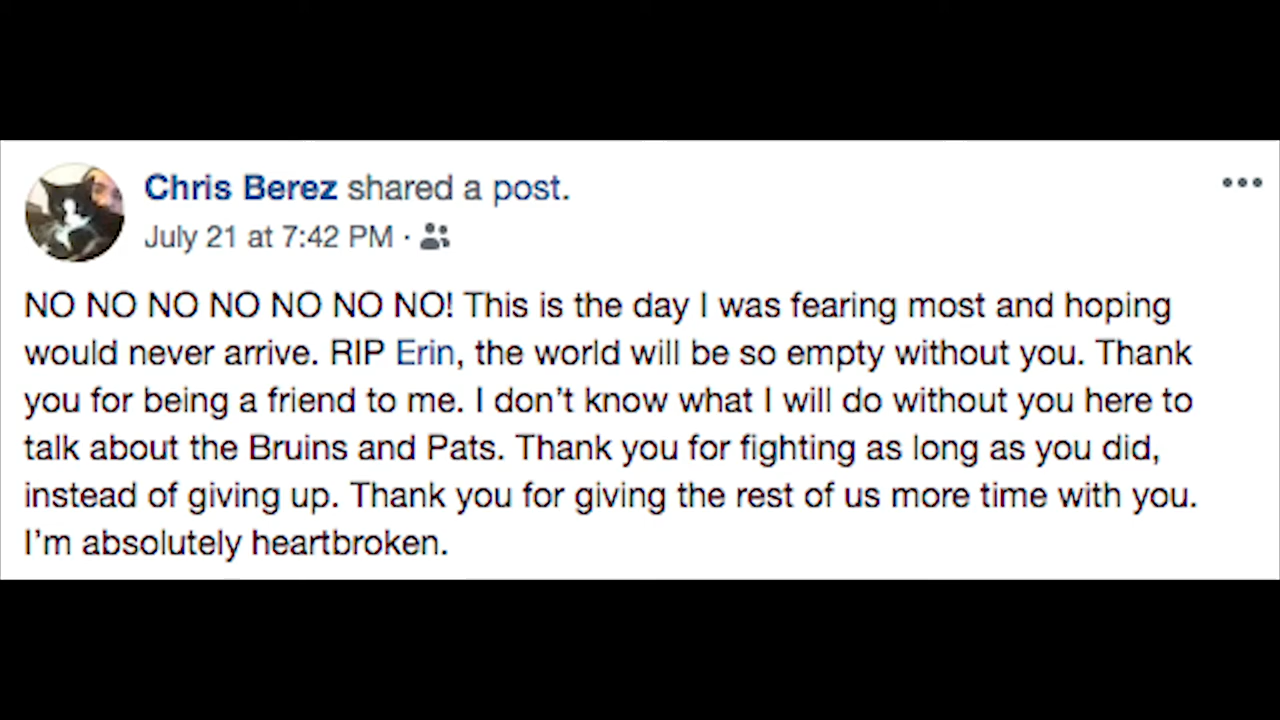 Chris Berez shared a post.
July 21 at 7:42 PM ·
NO NO NO NO NO NO NO! This is the day I was fearing most and hoping
would never arrive. RIP Erin, the world will be so empty without you. Thank
you for being a friend to me. I don’t know what I will do without you here to
talk about the Bruins and Pats. Thank you for fighting as long as you did,
instead of giving up. Thank you for giving the rest of us more time with you.
I’m absolutely heartbroken.